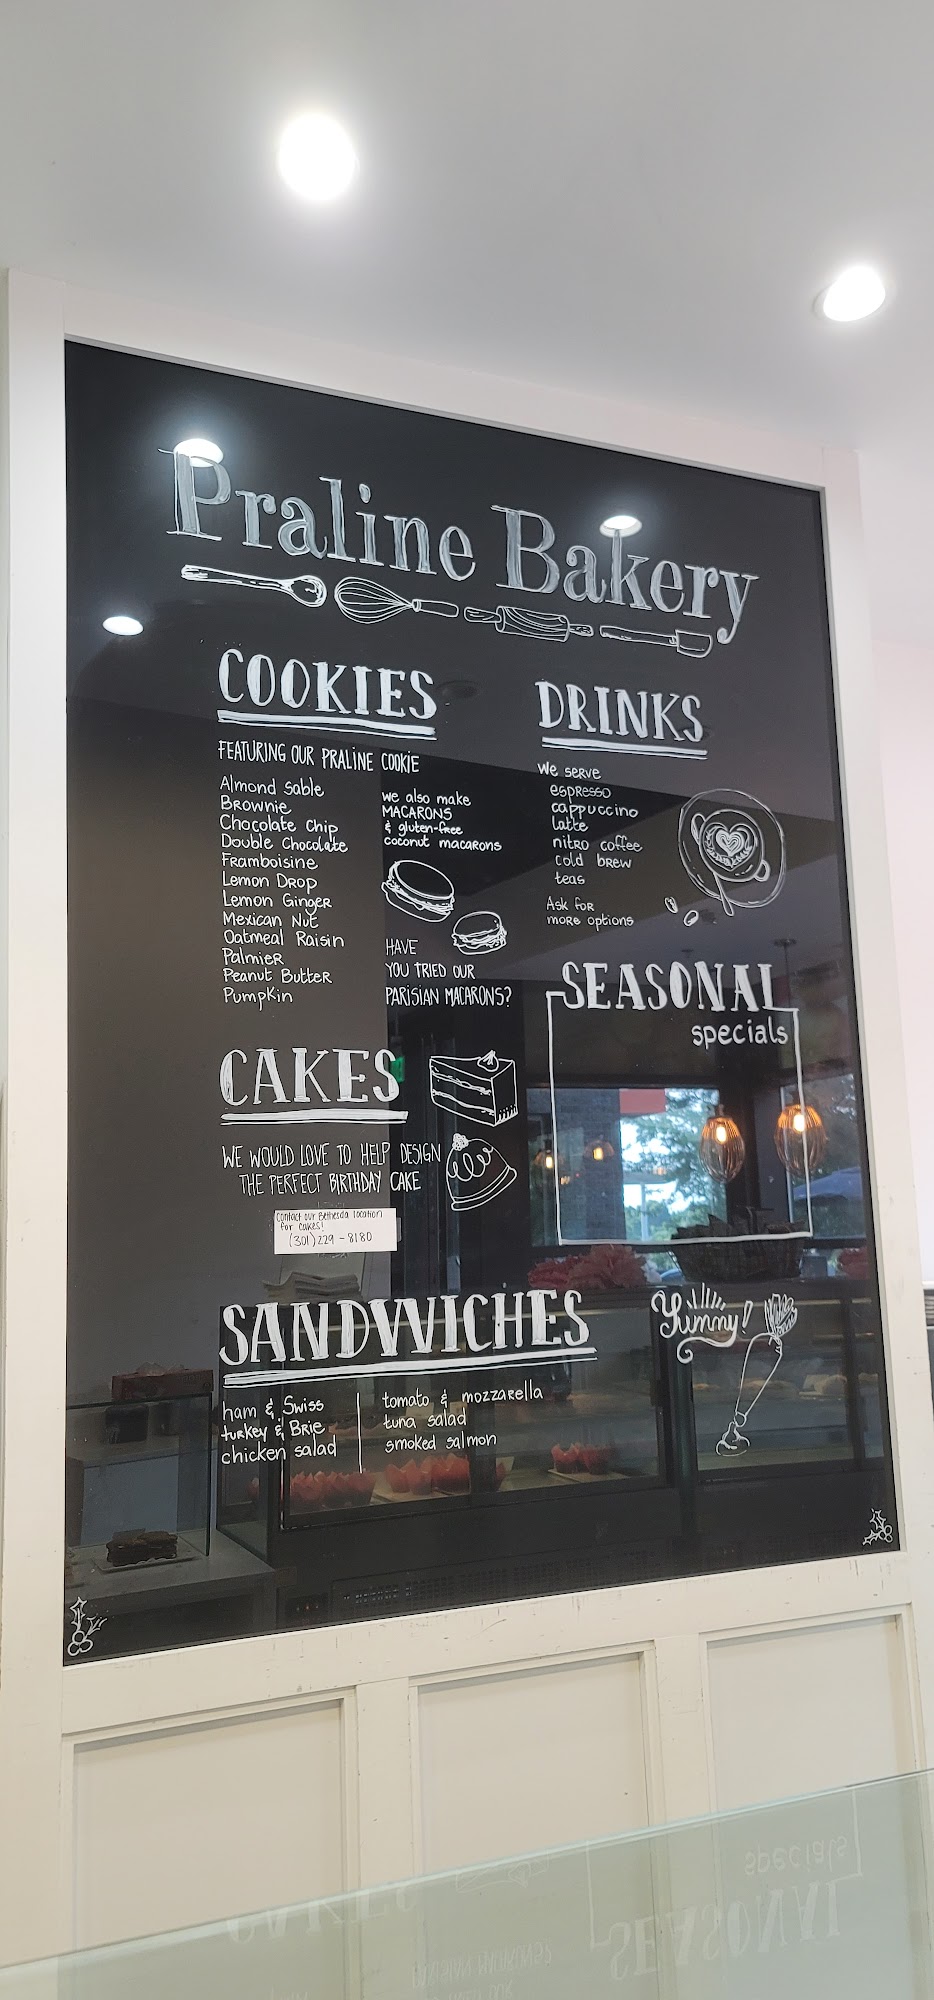 Praline Bakery
COOKIES
FEATURING OUR PRALINE COOKIE
Almond Sable
Brownie
Chocolate Chip
Double Chocolate
Framboisine
Lemon Drop
Lemon Ginger
Mexican Nut
Oatmeal Raisin
Palmier
Peanut Butter
Pumpkin
we also make
MACARONS
& gluten-free
coconut macarons
HAVE
YOU TRIED OUR
PARISIAN MACARONS?
DRINKS
We serve
espresso
cappuccino
latte
nitro coffee
cold brew
teas
Ask for
more options
SEASONAL
specials
CAKES
WE WOULD LOVE TO HELP DESIGN
THE PERFECT BIRTHDAY CAKE
Contact our Bethesda location
for cakes!
(301)229-8180
SANDWICHES
ham & Swiss
turkey & Brie
chicken salad
tomato & mozzarella
tuna salad
smoked salmon
Yummy!